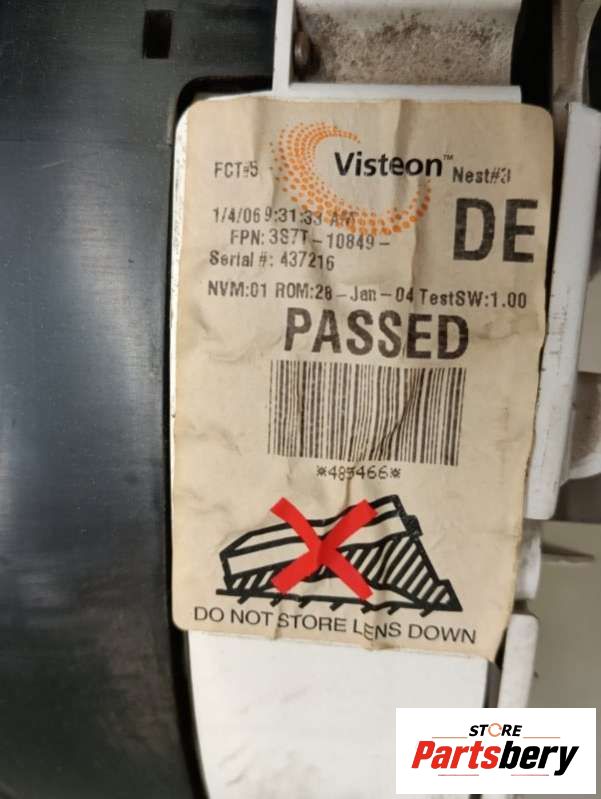 Visteon™
FCT#5
Nest#3
1/4/06 9:31:33 AM
DE
FPN: 3S7T-10849-
Serial #: 437216
NVM:01 ROM:28-Jan-04 TestSW:1.00
PASSED
*485466*
DO NOT STORE LENS DOWN
STORE
Partsbery